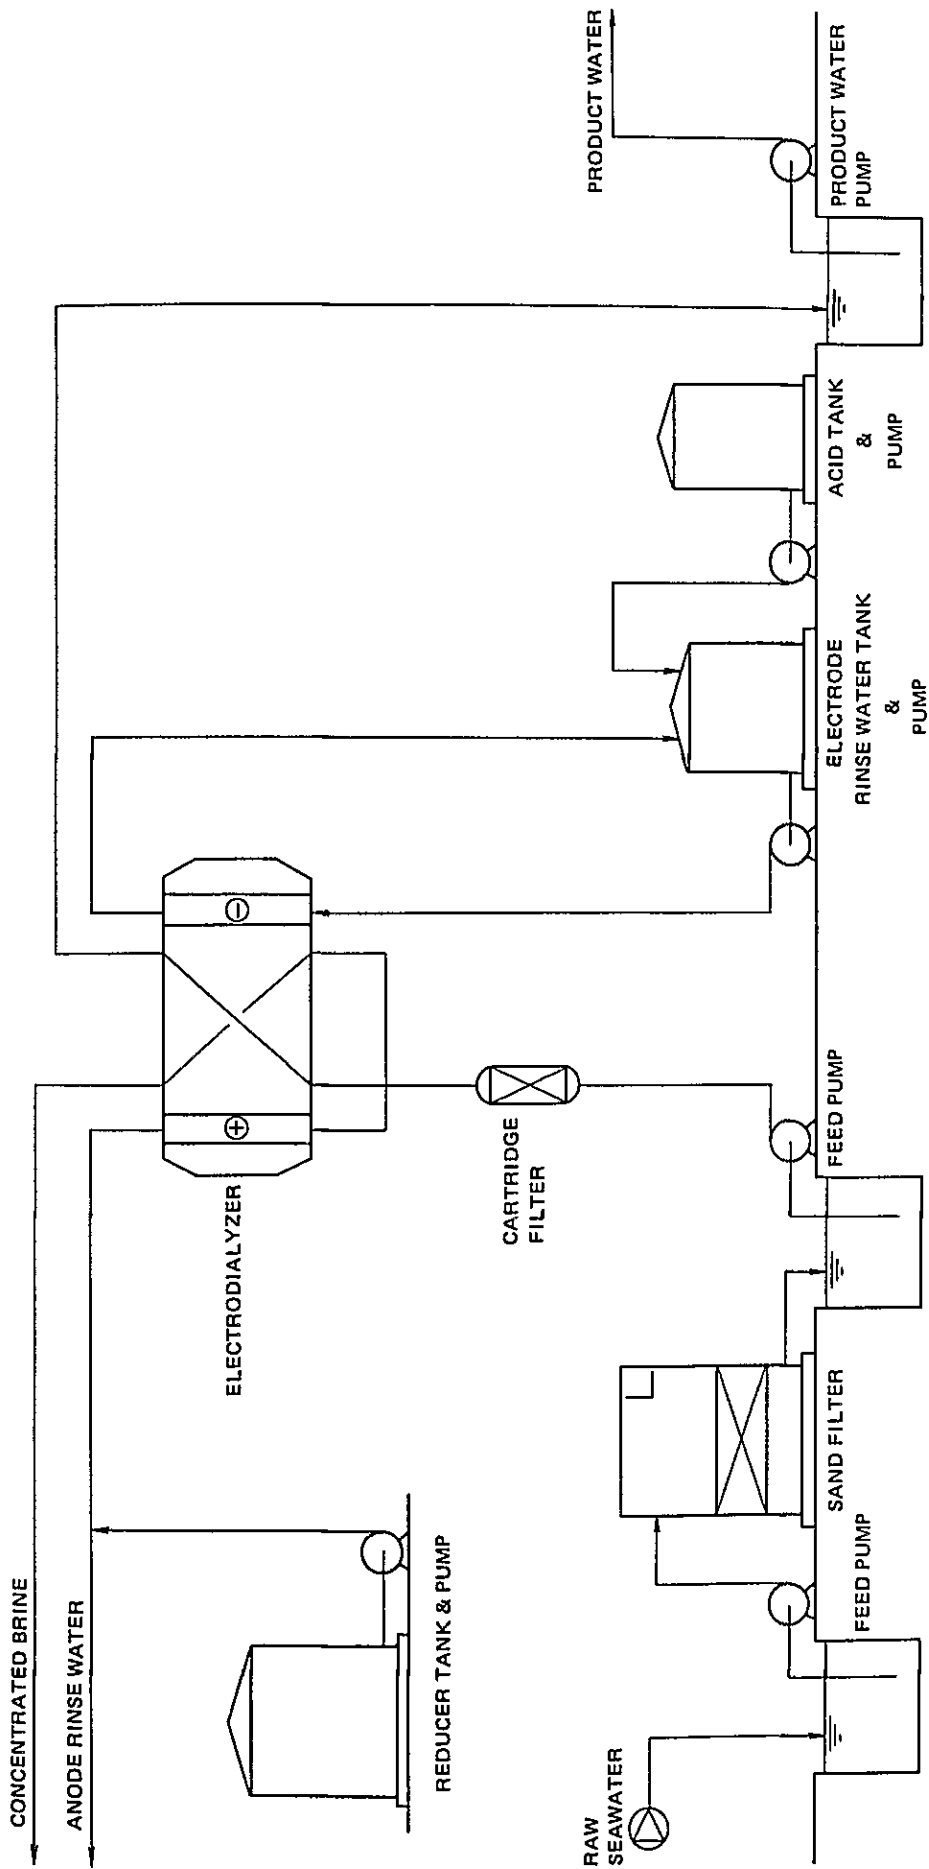 CONCENTRATED BRINE
ANODE RINSE WATER
REDUCER TANK & PUMP
ELECTRODIALYZER
+
−
CARTRIDGE
FILTER
PRODUCT WATER
RAW
SEAWATER
FEED PUMP
SAND FILTER
FEED PUMP
ELECTRODE
RINSE WATER TANK
&
PUMP
ACID TANK
&
PUMP
PRODUCT WATER
PUMP